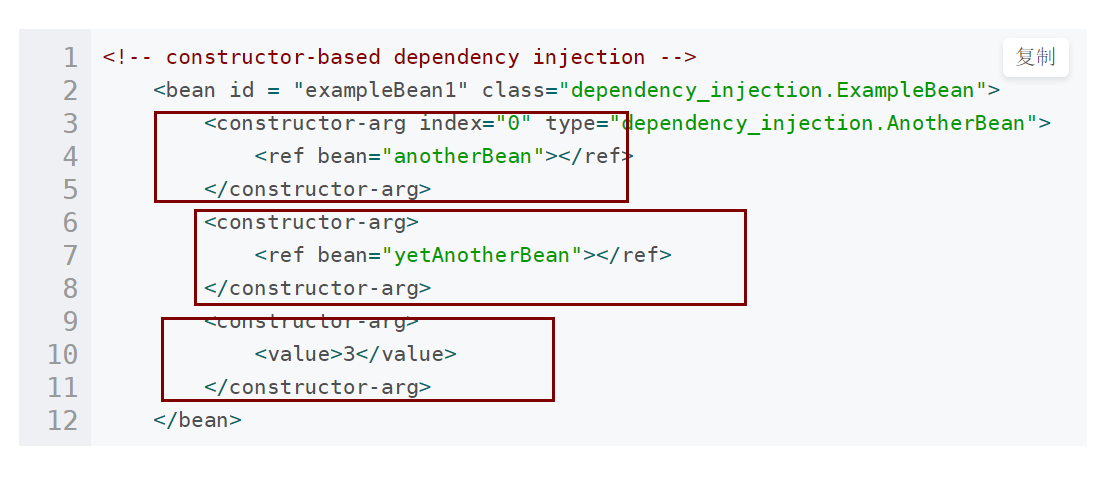 复制
1 <!-- constructor-based dependency injection -->
2     <bean id = "exampleBean1" class="dependency_injection.ExampleBean">
3         <constructor-arg index="0" type="dependency_injection.AnotherBean">
4             <ref bean="anotherBean"></ref>
5         </constructor-arg>
6         <constructor-arg>
7             <ref bean="yetAnotherBean"></ref>
8         </constructor-arg>
9         <constructor-arg>
10             <value>3</value>
11         </constructor-arg>
12     </bean>